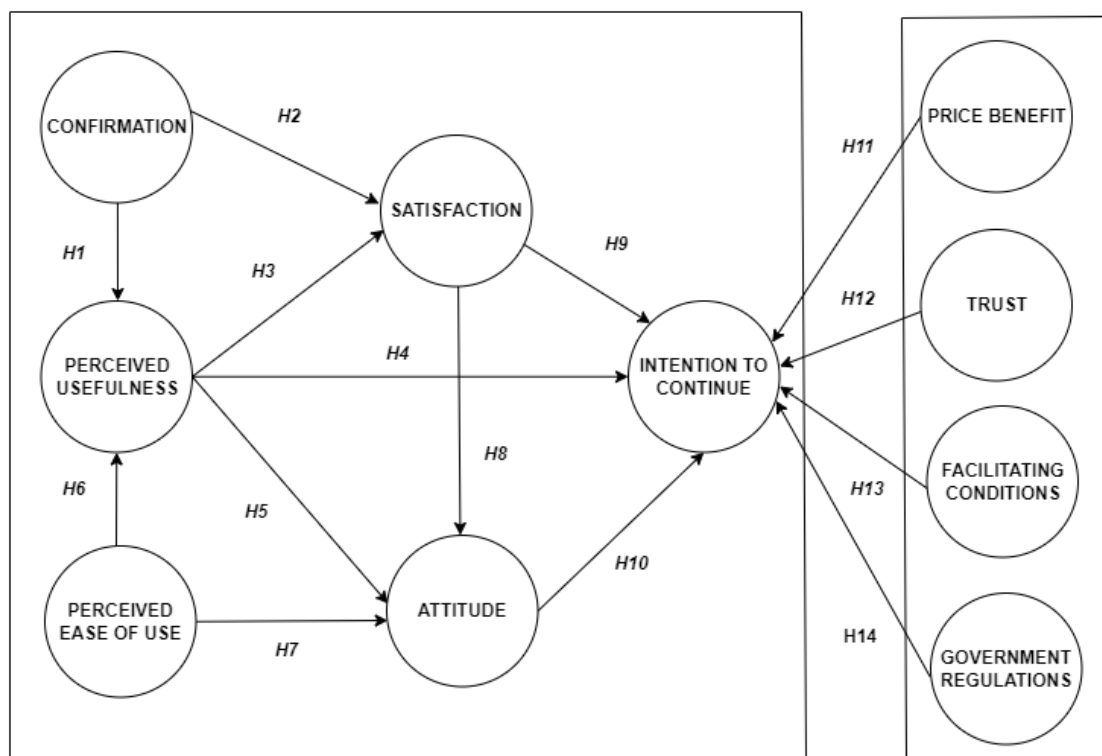 CONFIRMATION
H2
PRICE BENEFIT
H11
SATISFACTION
H1
H3
H9
H12
TRUST
PERCEIVED
USEFULNESS
H4
INTENTION TO
CONTINUE
H8
H6
H5
H13
FACILITATING
CONDITIONS
H10
PERCEIVED
EASE OF USE
ATTITUDE
H7
H14
GOVERNMENT
REGULATIONS